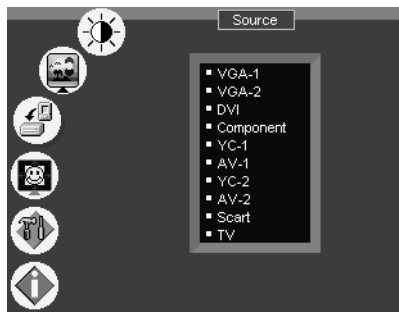 Source
VGA-1
VGA-2
DVI
Component
YC-1
AV-1
YC-2
AV-2
Scart
TV